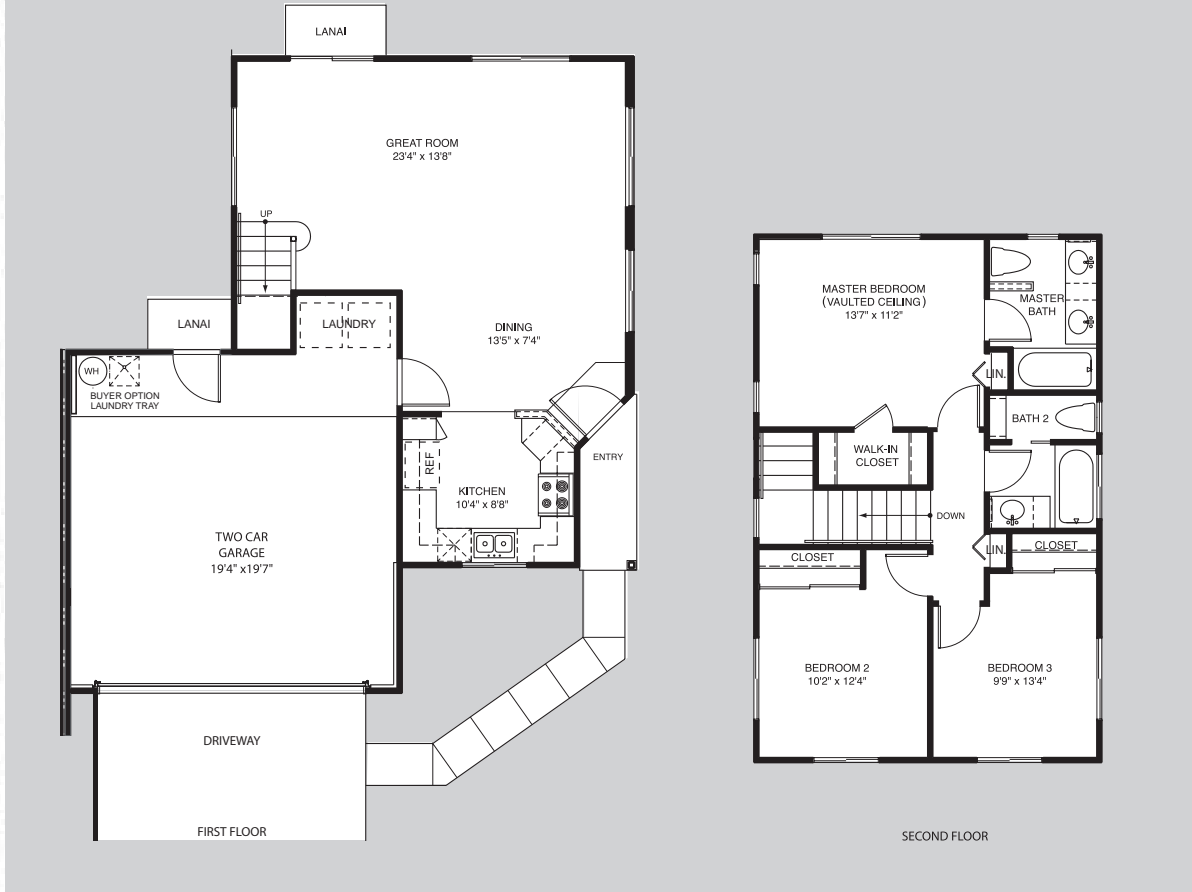 LANAI
GREAT ROOM
23'4" x 13'8"
UP
LANAI
LAUNDRY
DINING
13'5" x 7'4"
WH
BUYER OPTION
LAUNDRY TRAY
REF
ENTRY
KITCHEN
10'4" x 8'8"
TWO CAR
GARAGE
19'4" x19'7"
DRIVEWAY
FIRST FLOOR
MASTER BEDROOM
(VAULTED CEILING)
13'7" x 11'2"
MASTER
BATH
LIN.
BATH 2
WALK-IN
CLOSET
DOWN
CLOSET
LIN.
CLOSET
BEDROOM 2
10'2" x 12'4"
BEDROOM 3
9'9" x 13'4"
SECOND FLOOR